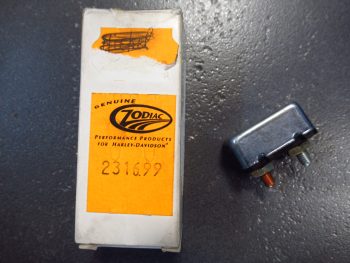 GENUINE
ZODIAC
PERFORMANCE PRODUCTS
FOR HARLEY-DAVIDSON
231699